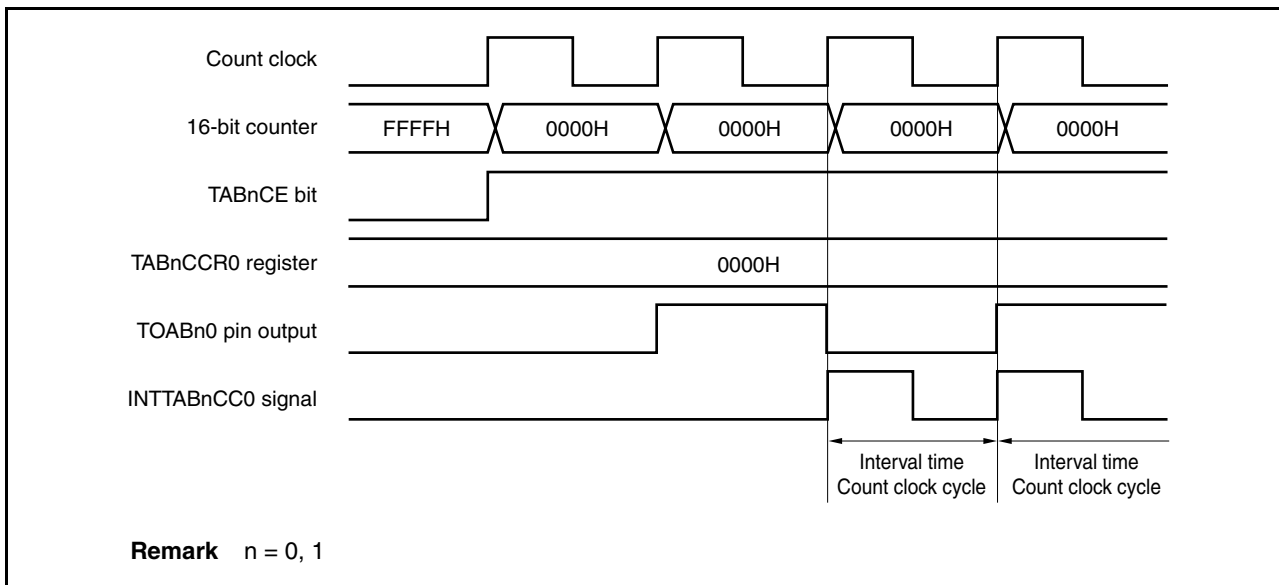 Count clock
16-bit counter
FFFFH 0000H 0000H 0000H 0000H
TABnCE bit
TABnCCR0 register
0000H
TOABn0 pin output
INTTABnCC0 signal
Interval time
Count clock cycle
Interval time
Count clock cycle
Remark n = 0, 1